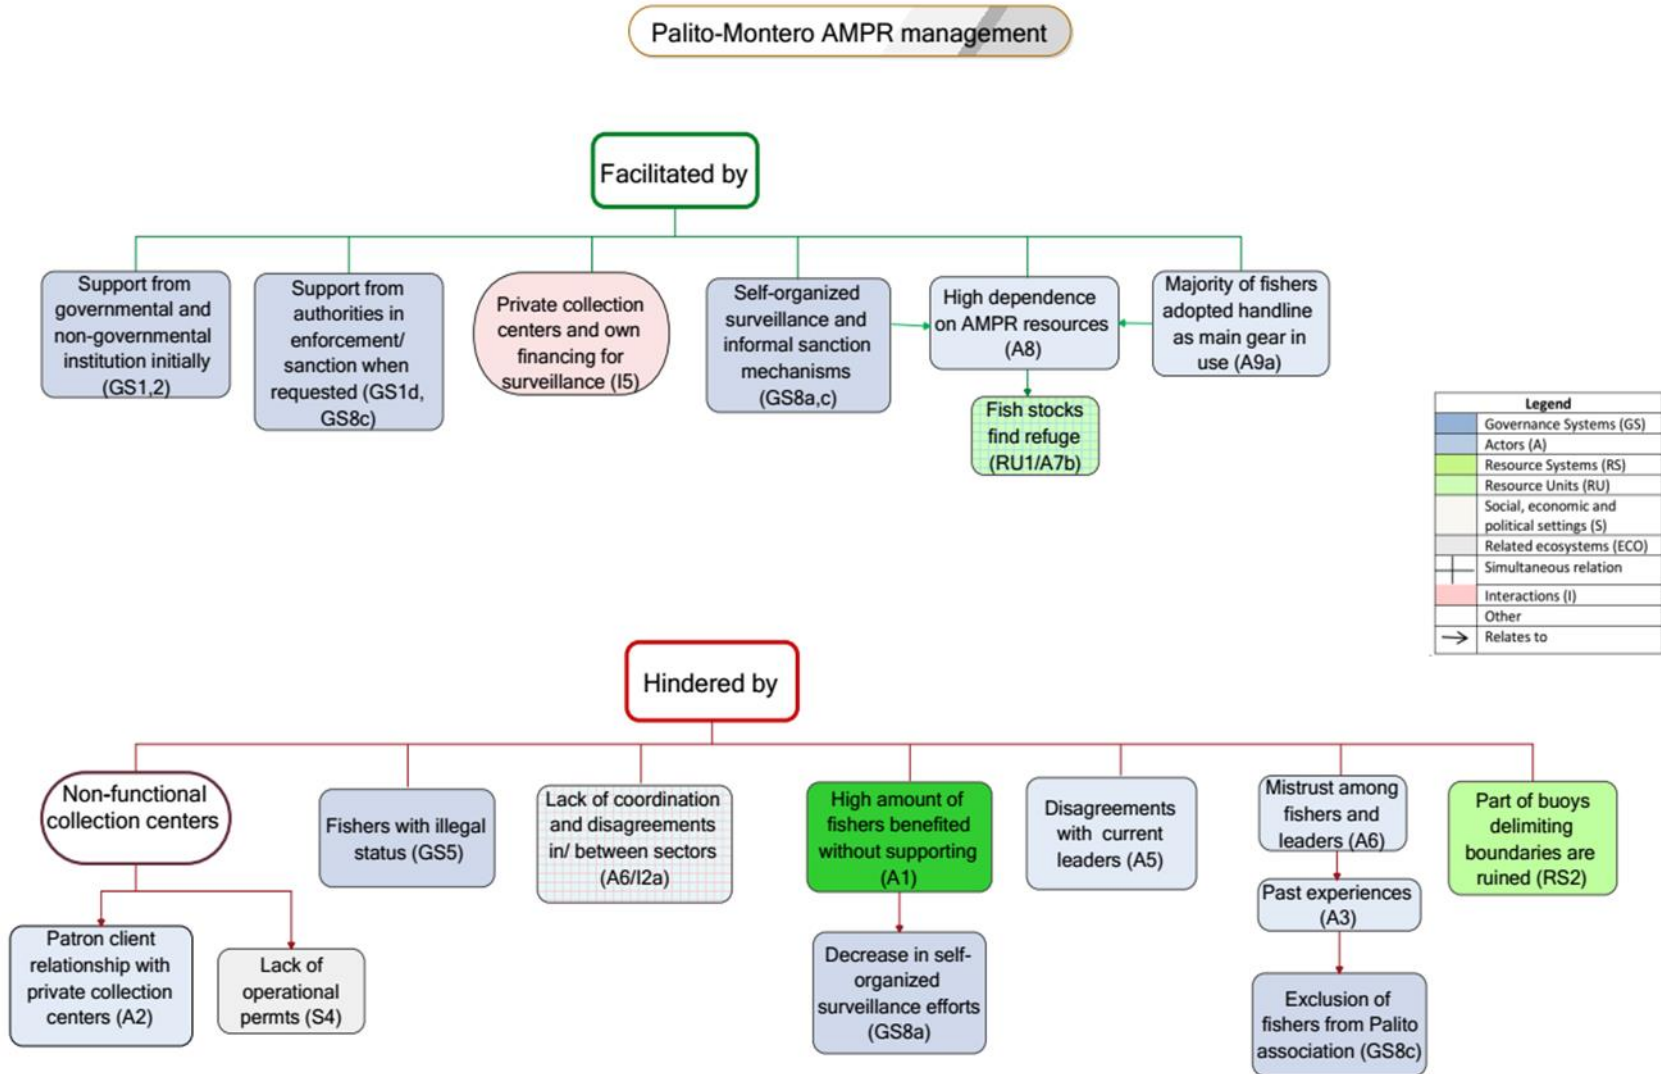 Palito-Montero AMPR management
Facilitated by
Support from
governmental and
non-governmental
institution initially
(GS1,2)
Support from
authorities in
enforcement/
sanction when
requested (GS1d,
GS8c)
Private collection
centers and own
financing for
surveillance (I5)
Self-organized
surveillance and
informal sanction
mechanisms
(GS8a,c)
High dependence
on AMPR resources
(A8)
Majority of fishers
adopted handline
as main gear in
use (A9a)
Fish stocks
find refuge
(RU1/A7b)
Legend
Governance Systems (GS)
Actors (A)
Resource Systems (RS)
Resource Units (RU)
Social, economic and
political settings (S)
Related ecosystems (ECO)
Simultaneous relation
Interactions (I)
Other
Relates to
Hindered by
Non-functional
collection centers
Fishers with illegal
status (GS5)
Lack of coordination
and disagreements
in/ between sectors
(A6/I2a)
High amount of
fishers benefited
without supporting
(A1)
Disagreements
with current
leaders (A5)
Mistrust among
fishers and
leaders (A6)
Part of buoys
delimiting
boundaries are
ruined (RS2)
Past experiences
(A3)
Patron client
relationship with
private collection
centers (A2)
Lack of
operational
permts (S4)
Decrease in self-
organized
surveillance efforts
(GS8a)
Exclusion of
fishers from Palito
association (GS8c)